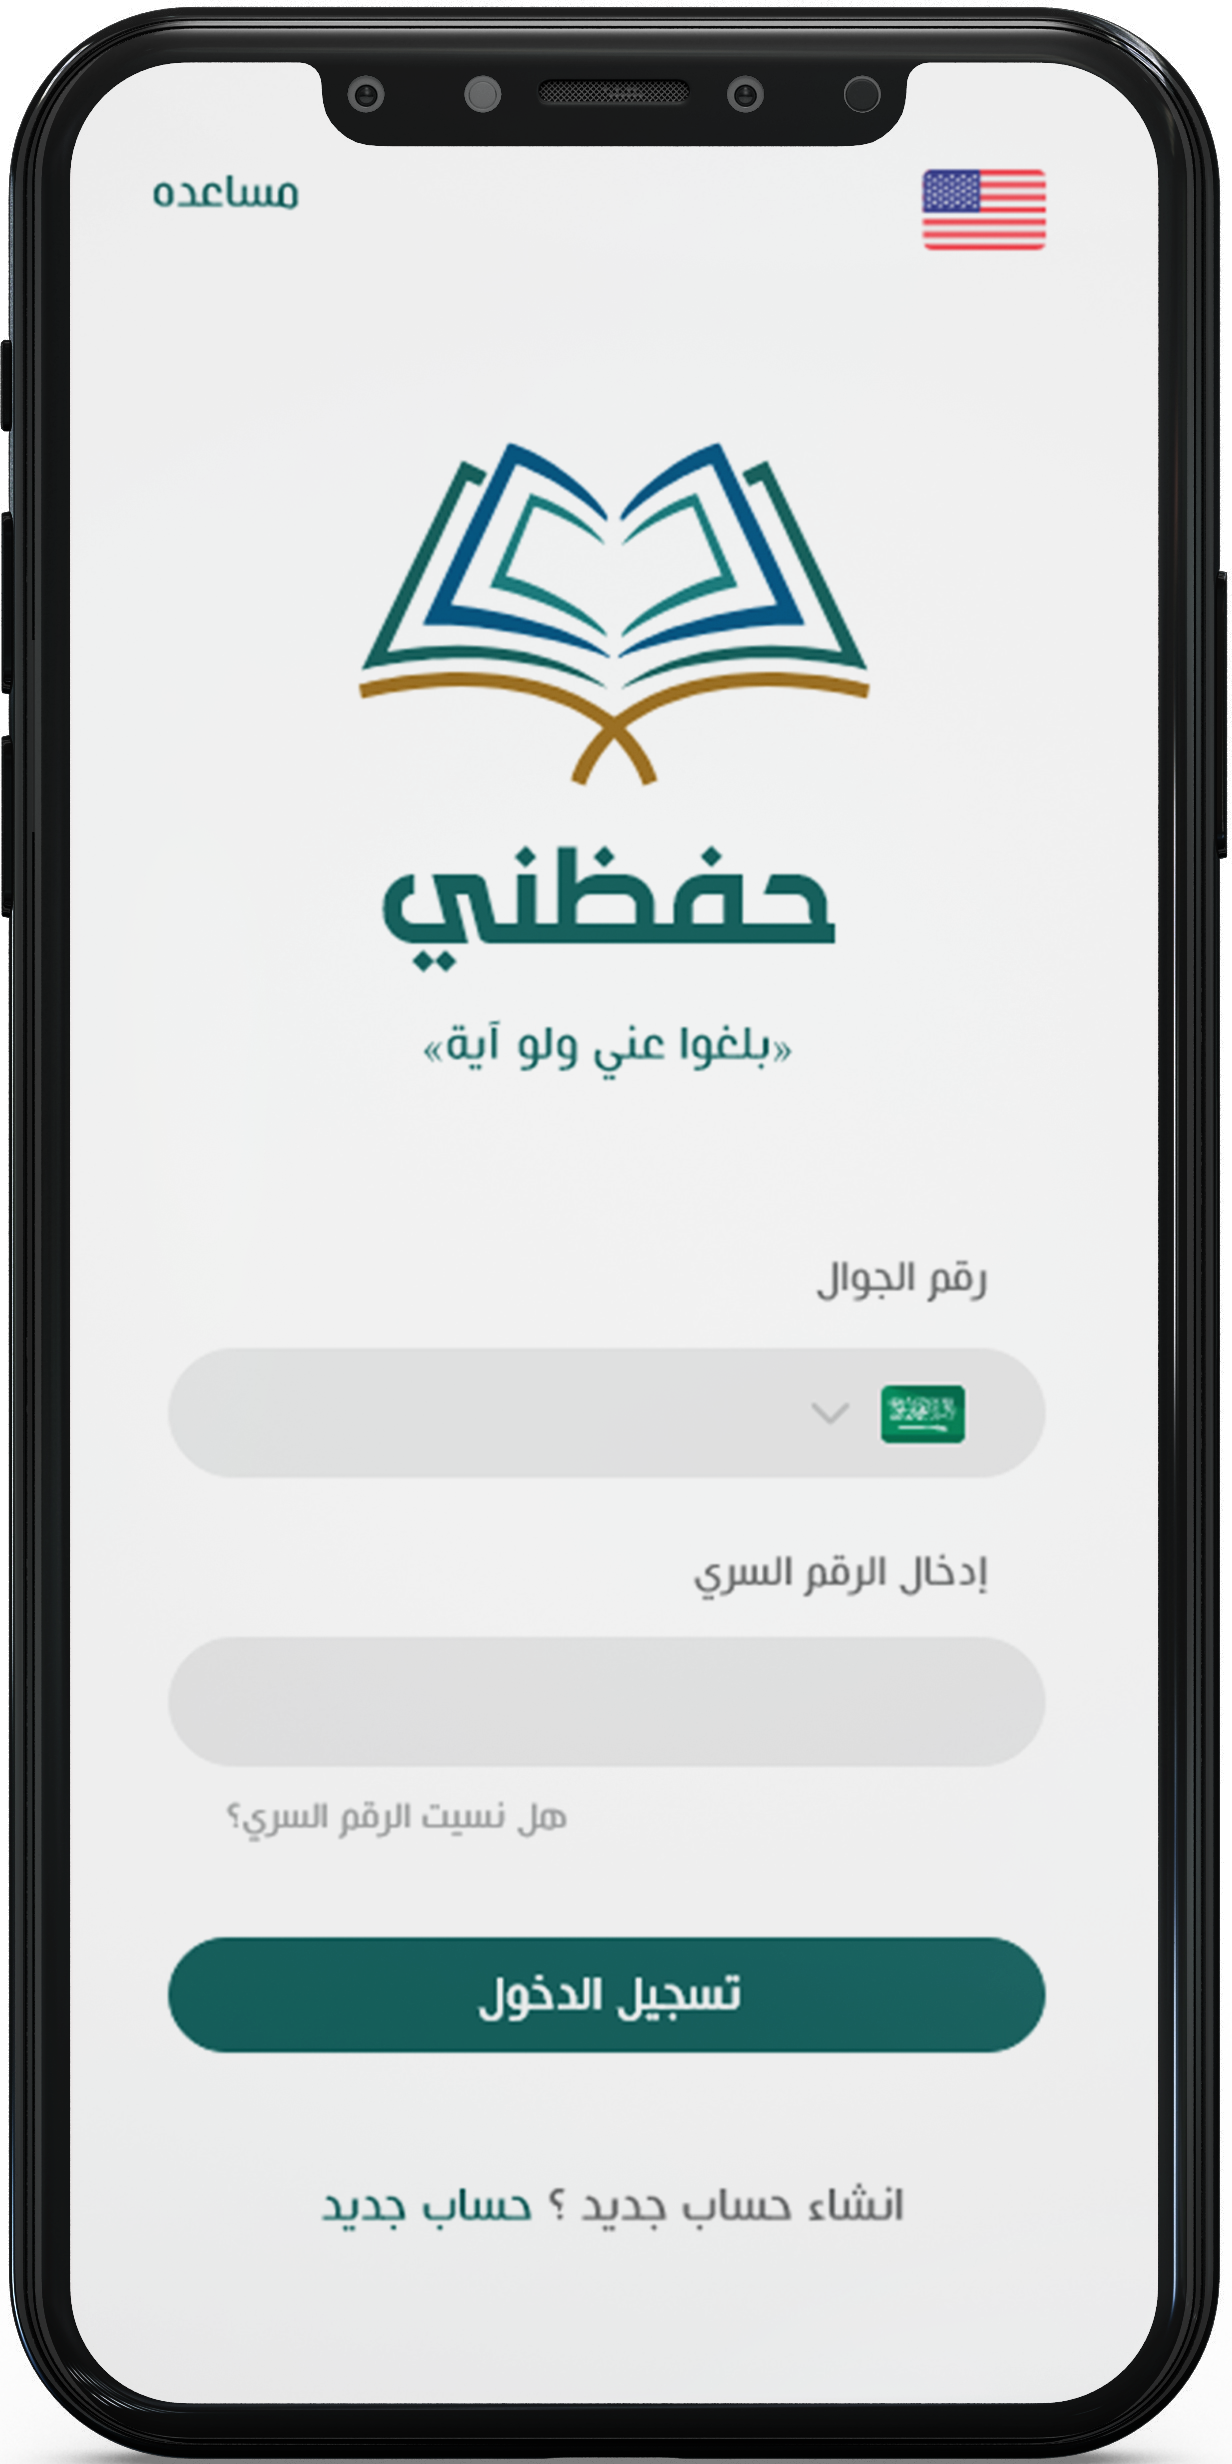 مساعده
حفظني
«بلغوا عني ولو آية»
رقم الجوال
إدخال الرقم السري
هل نسيت الرقم السري؟
تسجيل الدخول
انشاء حساب جديد ؟ حساب جديد